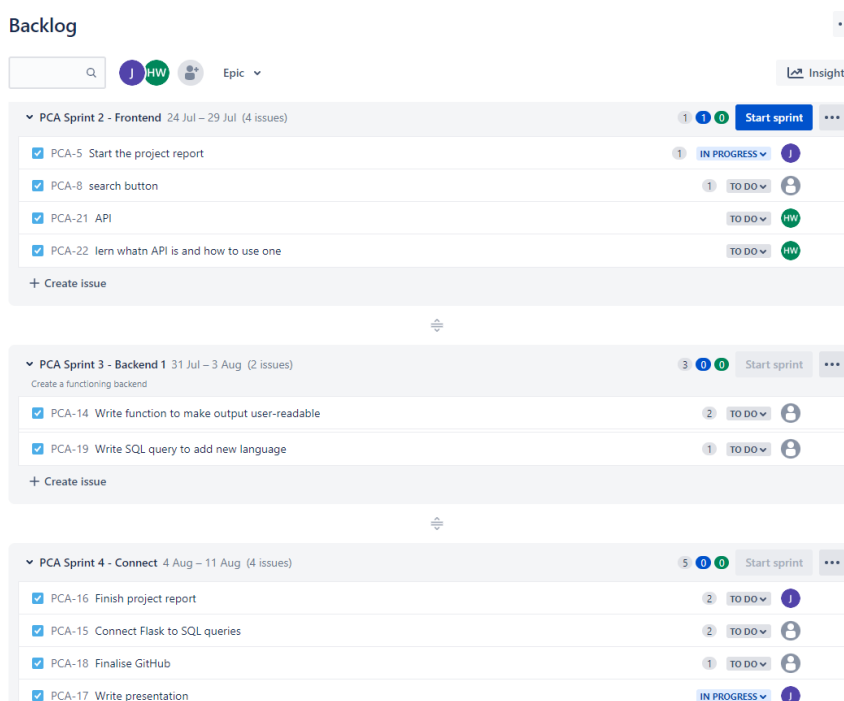 Backlog
J HW Epic
Insight
PCA Sprint 2 - Frontend 24 Jul – 29 Jul (4 issues) 1 1 0 Start sprint
PCA-5 Start the project report 1 IN PROGRESS J
PCA-8 search button 1 TO DO
PCA-21 API TO DO HW
PCA-22 lern whatn API is and how to use one TO DO HW
+ Create issue
PCA Sprint 3 - Backend 1 31 Jul – 3 Aug (2 issues) 3 0 0 Start sprint
Create a functioning backend
PCA-14 Write function to make output user-readable 2 TO DO
PCA-19 Write SQL query to add new language 1 TO DO
+ Create issue
PCA Sprint 4 - Connect 4 Aug – 11 Aug (4 issues) 5 0 0 Start sprint
PCA-16 Finish project report 2 TO DO J
PCA-15 Connect Flask to SQL queries 2 TO DO
PCA-18 Finalise GitHub 1 TO DO
PCA-17 Write presentation IN PROGRESS J